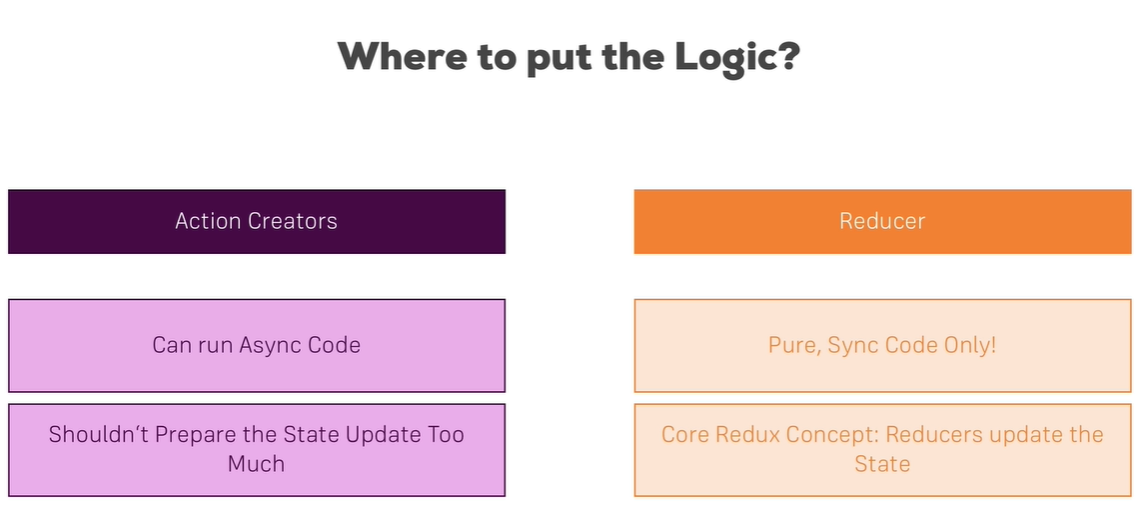 Where to put the Logic?
Action Creators
Reducer
Can run Async Code
Pure, Sync Code Only!
Shouldn‘t Prepare the State Update Too
Much
Core Redux Concept: Reducers update the
State